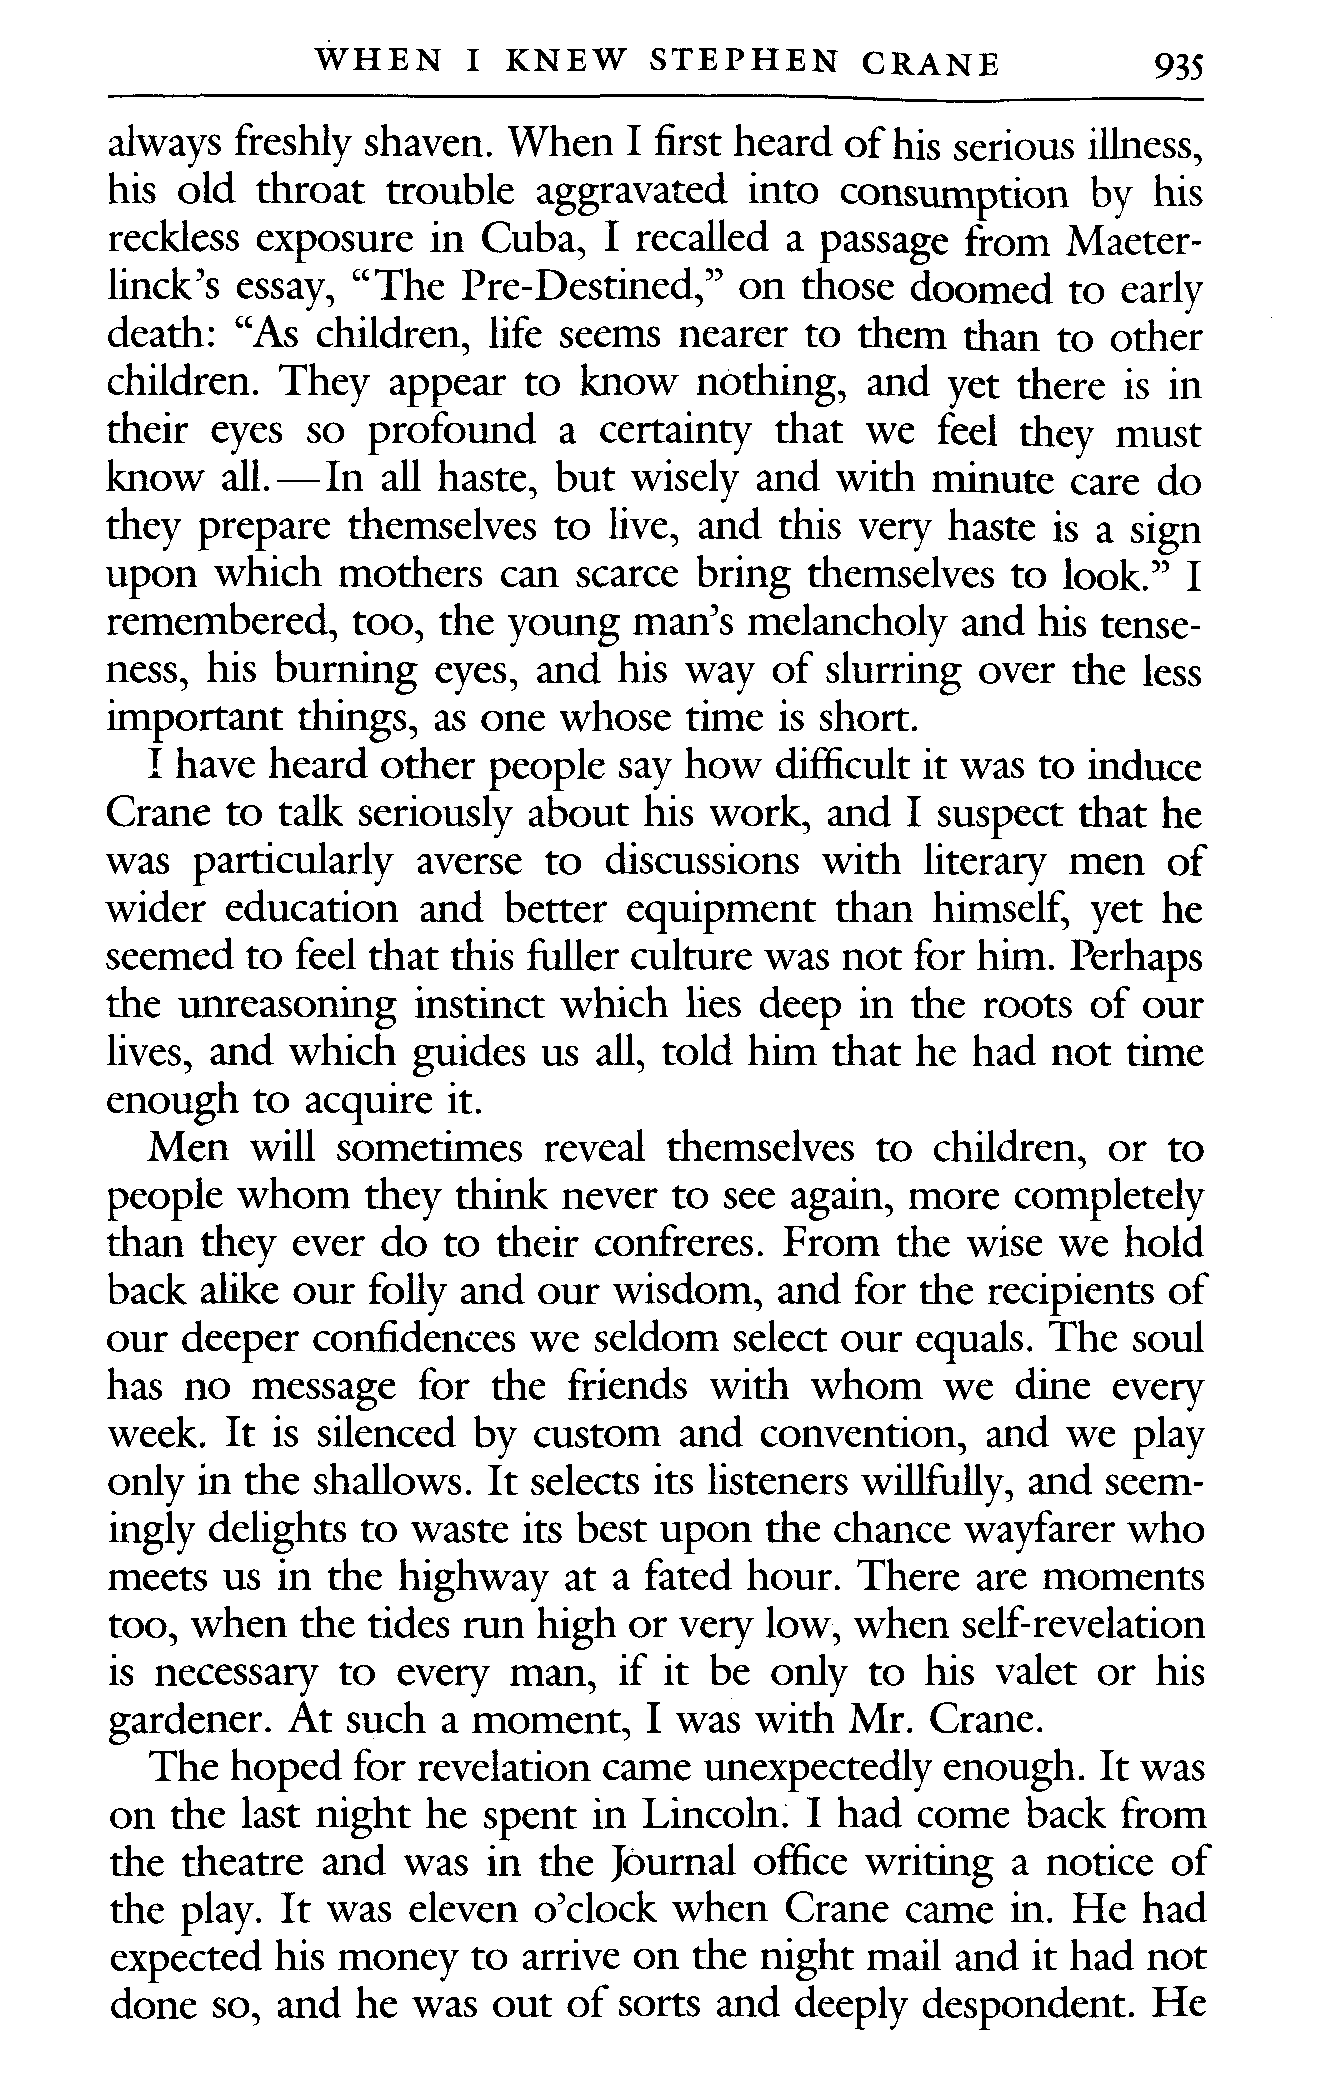 WHEN I KNEW STEPHEN CRANE 935
always freshly shaven. When I first heard of his serious illness,
his old throat trouble aggravated into consumption by his
reckless exposure in Cuba, I recalled a passage from Maeter-
linck's essay, “The Pre-Destined,” on those doomed to early
death: “As children, life seems nearer to them than to other
children. They appear to know nothing, and yet there is in
their eyes so profound a certainty that we feel they must
know all.—In all haste, but wisely and with minute care do
they prepare themselves to live, and this very haste is a sign
upon which mothers can scarce bring themselves to look.” I
remembered, too, the young man's melancholy and his tense-
ness, his burning eyes, and his way of slurring over the less
important things, as one whose time is short.
I have heard other people say how difficult it was to induce
Crane to talk seriously about his work, and I suspect that he
was particularly averse to discussions with literary men of
wider education and better equipment than himself, yet he
seemed to feel that this fuller culture was not for him. Perhaps
the unreasoning instinct which lies deep in the roots of our
lives, and which guides us all, told him that he had not time
enough to acquire it.
Men will sometimes reveal themselves to children, or to
people whom they think never to see again, more completely
than they ever do to their confreres. From the wise we hold
back alike our folly and our wisdom, and for the recipients of
our deeper confidences we seldom select our equals. The soul
has no message for the friends with whom we dine every
week. It is silenced by custom and convention, and we play
only in the shallows. It selects its listeners willfully, and seem-
ingly delights to waste its best upon the chance wayfarer who
meets us in the highway at a fated hour. There are moments
too, when the tides run high or very low, when self-revelation
is necessary to every man, if it be only to his valet or his
gardener. At such a moment, I was with Mr. Crane.
The hoped for revelation came unexpectedly enough. It was
on the last night he spent in Lincoln. I had come back from
the theatre and was in the Journal office writing a notice of
the play. It was eleven o'clock when Crane came in. He had
expected his money to arrive on the night mail and it had not
done so, and he was out of sorts and deeply despondent. He